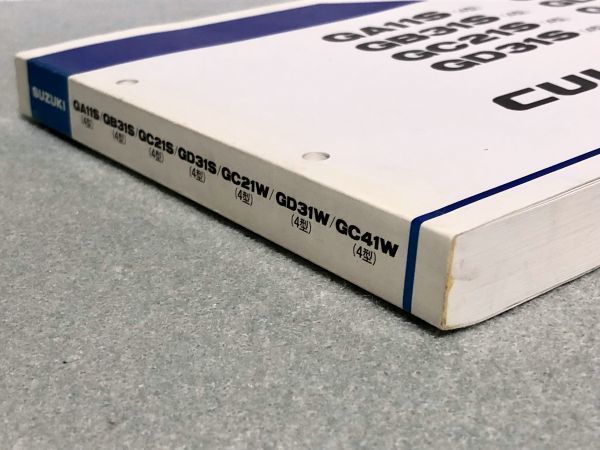 GA11S
GB31S
GC21S
GD31S
CUL
SUZUKI
GA11S/GB31S/GC21S/GD31S/GC21W/GD31W/GC41W
(4型) (4型) (4型) (4型) (4型) (4型) (4型)